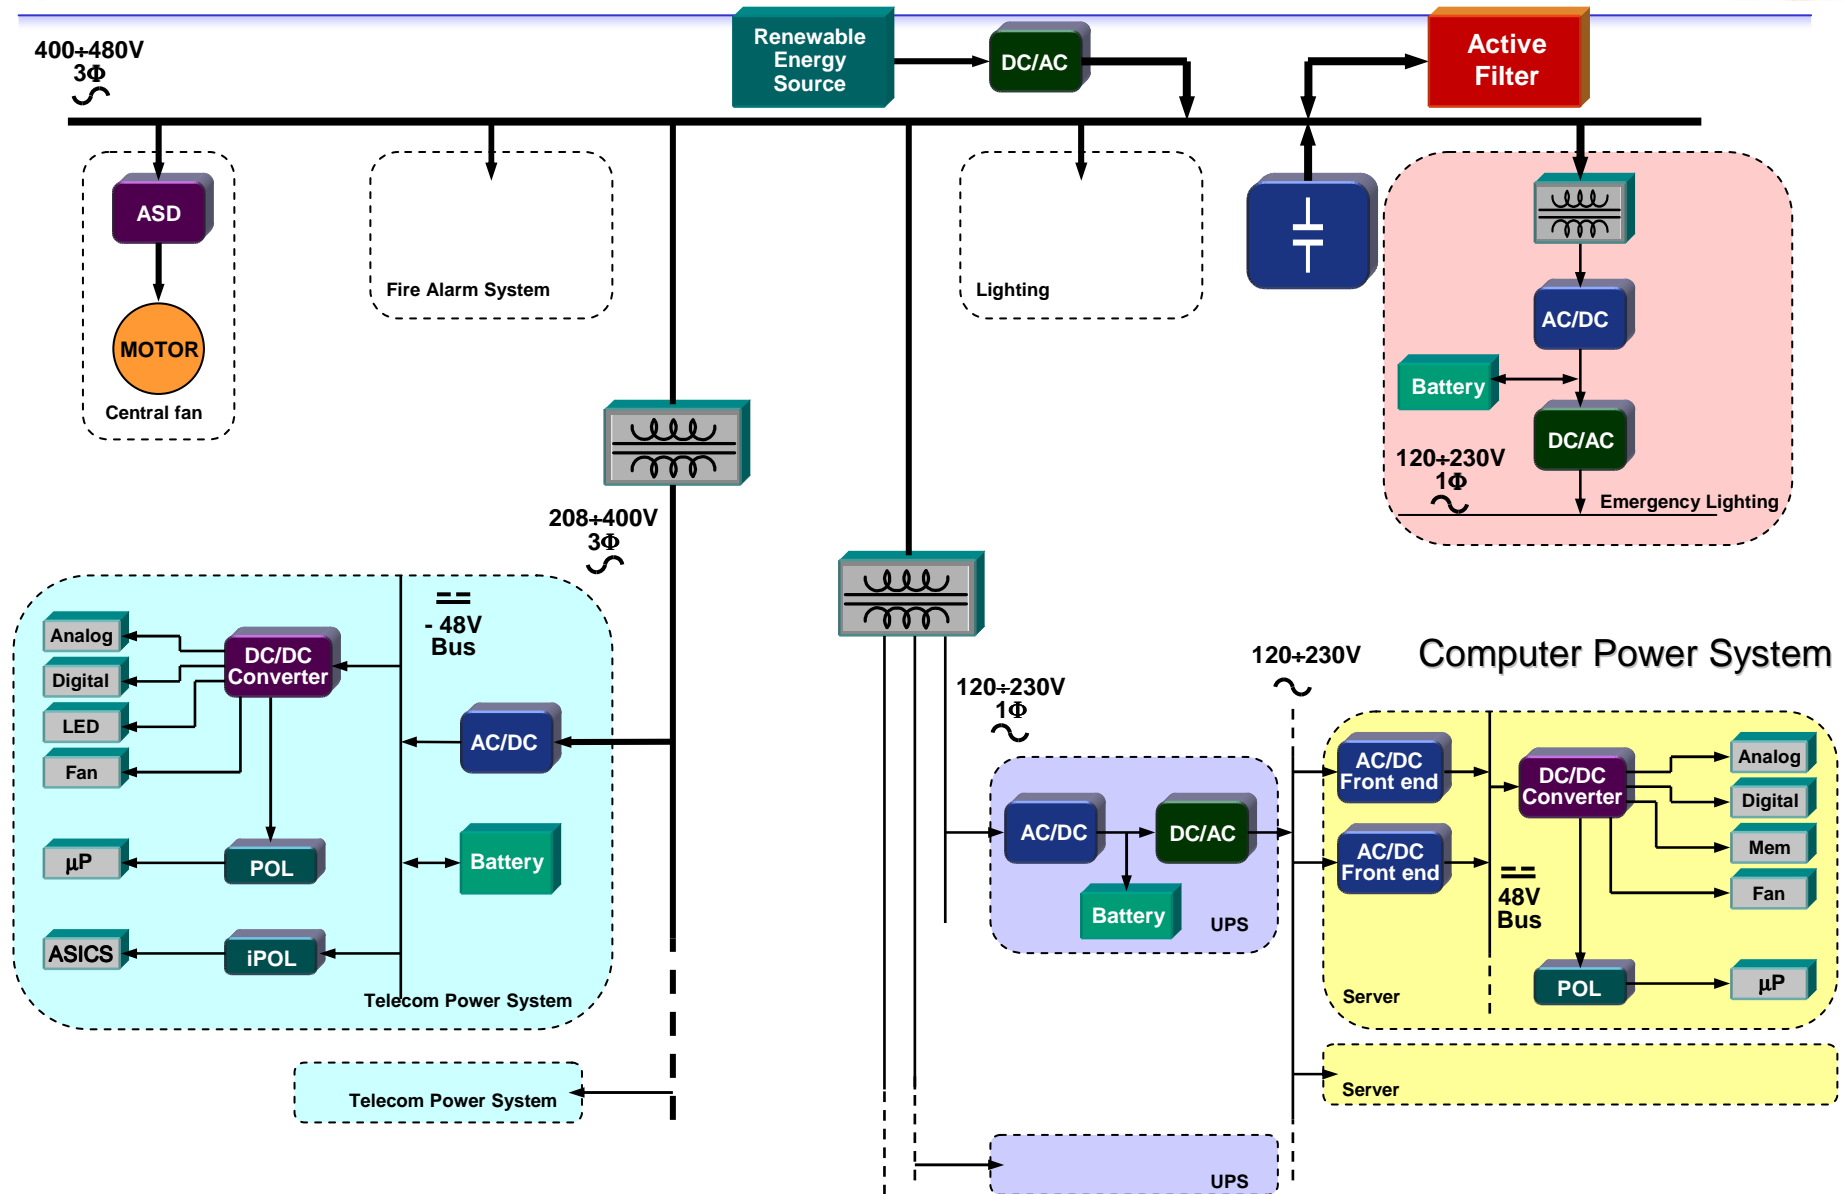 400÷480V
3Φ
Renewable
Energy
Source
DC/AC
Active
Filter
ASD
MOTOR
Central fan
Fire Alarm System
Lighting
AC/DC
Battery
DC/AC
120÷230V
1Φ
Emergency Lighting
208÷400V
3Φ
- 48V
Bus
Analog
Digital
LED
Fan
DC/DC
Converter
AC/DC
μP
POL
Battery
ASICS
iPOL
Telecom Power System
Telecom Power System
120÷230V
1Φ
AC/DC
DC/AC
Battery
UPS
UPS
120÷230V
Computer Power System
AC/DC
Front end
AC/DC
Front end
DC/DC
Converter
48V
Bus
Analog
Digital
Mem
Fan
POL
μP
Server
Server